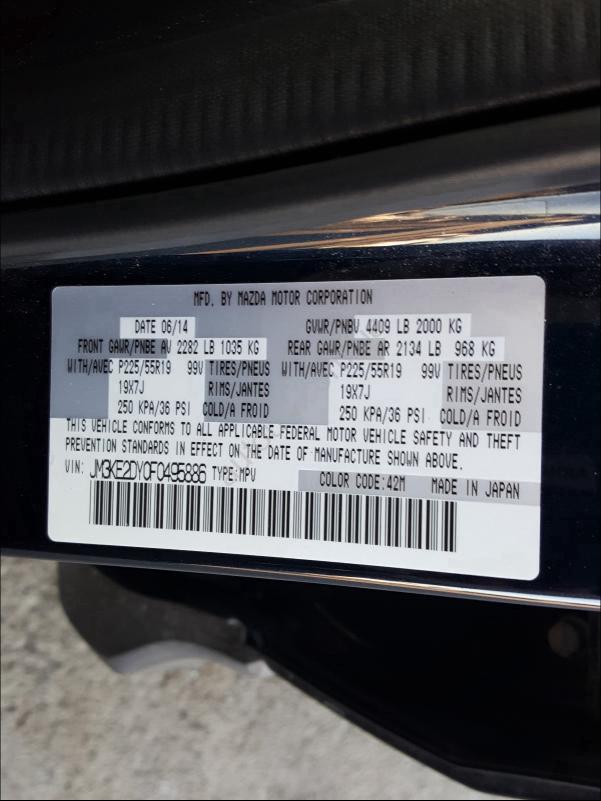 MFD. BY MAZDA MOTOR CORPORATION
DATE 06/14 GVWR/PNBV 4409 LB 2000 KG
FRONT GAWR/PNBE AV 2282 LB 1035 KG REAR GAWR/PNBE AR 2134 LB 968 KG
WITH/AVEC P225/55R19 99V TIRES/PNEUS WITH/AVEC P225/55R19 99V TIRES/PNEUS
19X7J RIMS/JANTES 19X7J RIMS/JANTES
250 KPA/36 PSI COLD/A FROID 250 KPA/36 PSI COLD/A FROID
THIS VEHICLE CONFORMS TO ALL APPLICABLE FEDERAL MOTOR VEHICLE SAFETY AND THEFT
PREVENTION STANDARDS IN EFFECT ON THE DATE OF MANUFACTURE SHOWN ABOVE.
VIN: JM3KE2DY0F0495886 TYPE:MPV COLOR CODE:42M MADE IN JAPAN